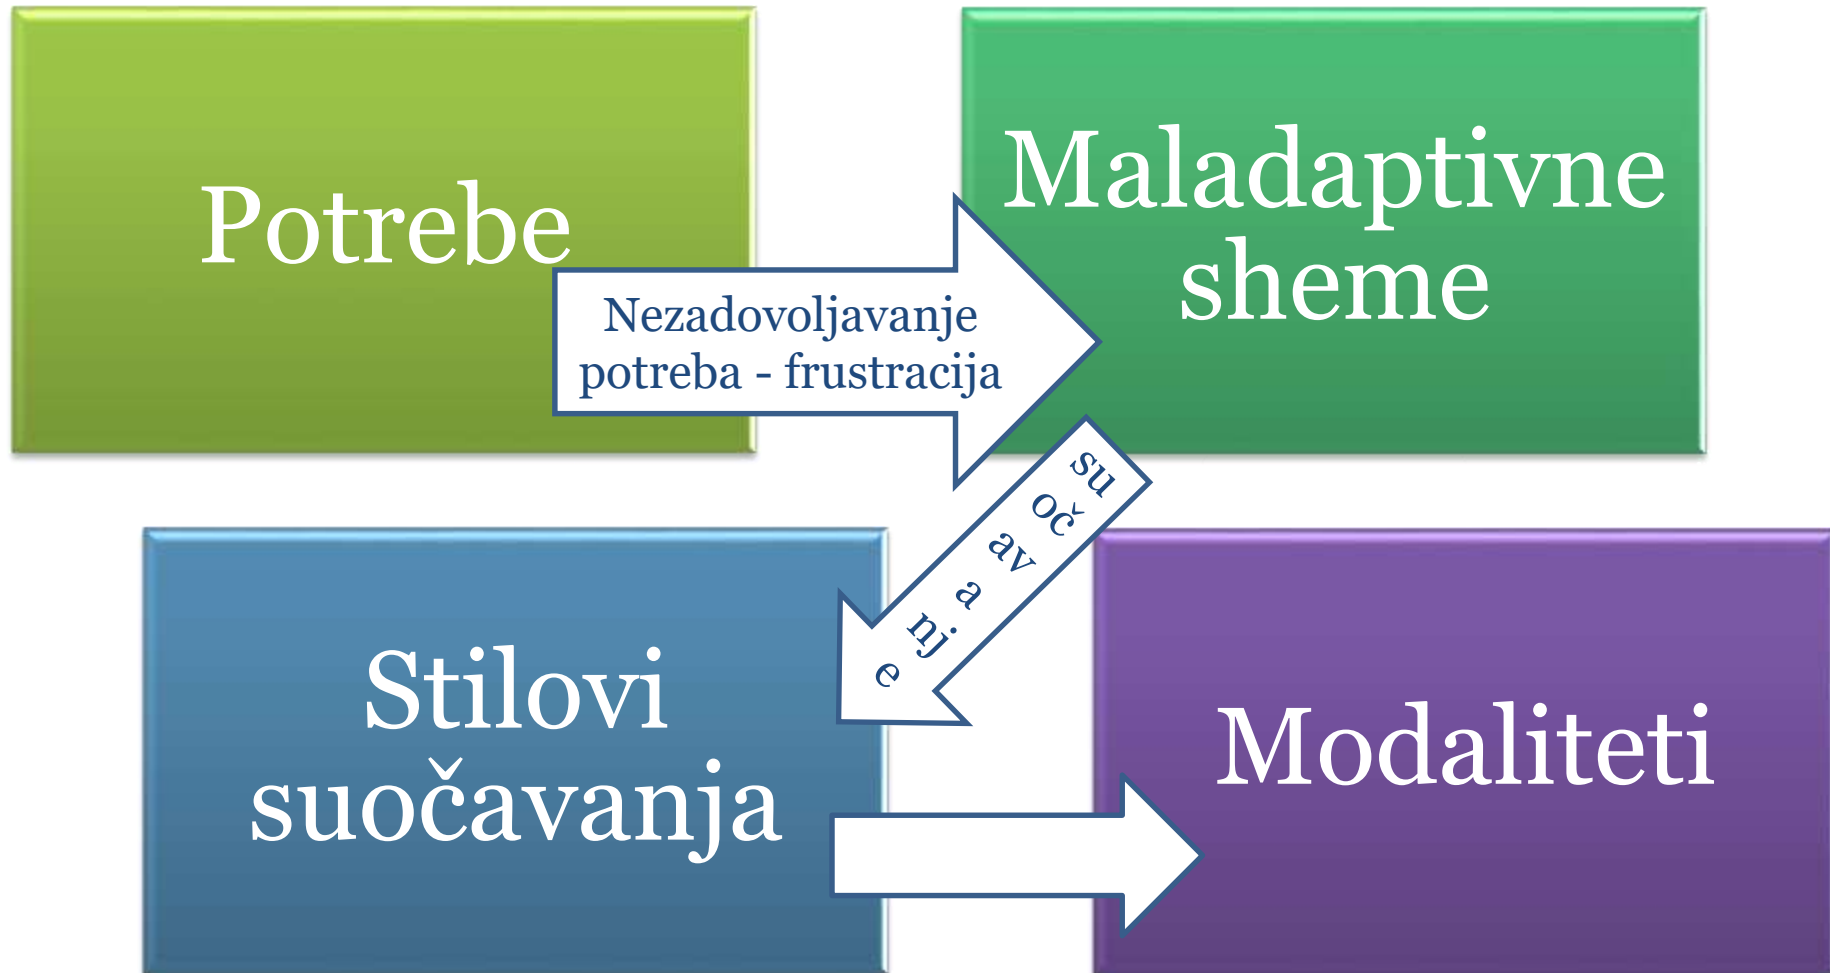 Potrebe
Nezadovoljavanje
potreba - frustracija
Maladaptivne
sheme
su
oč
av
a
nj
e
Stilovi
suočavanja
Modaliteti